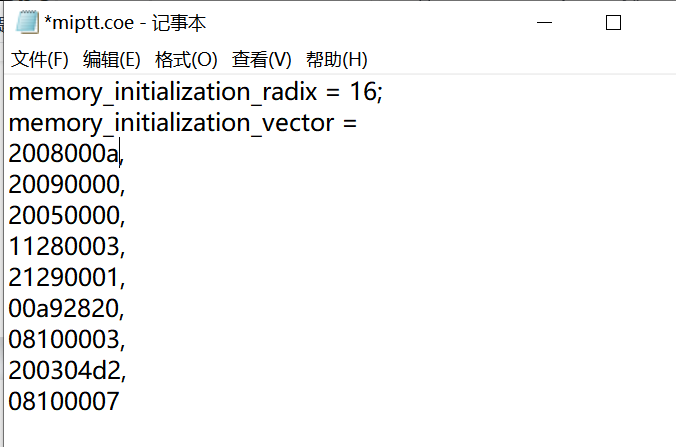 *miptt.coe - 记事本
文件(F) 编辑(E) 格式(O) 查看(V) 帮助(H)
memory_initialization_radix = 16;
memory_initialization_vector =
2008000a,
20090000,
20050000,
11280003,
21290001,
00a92820,
08100003,
200304d2,
08100007